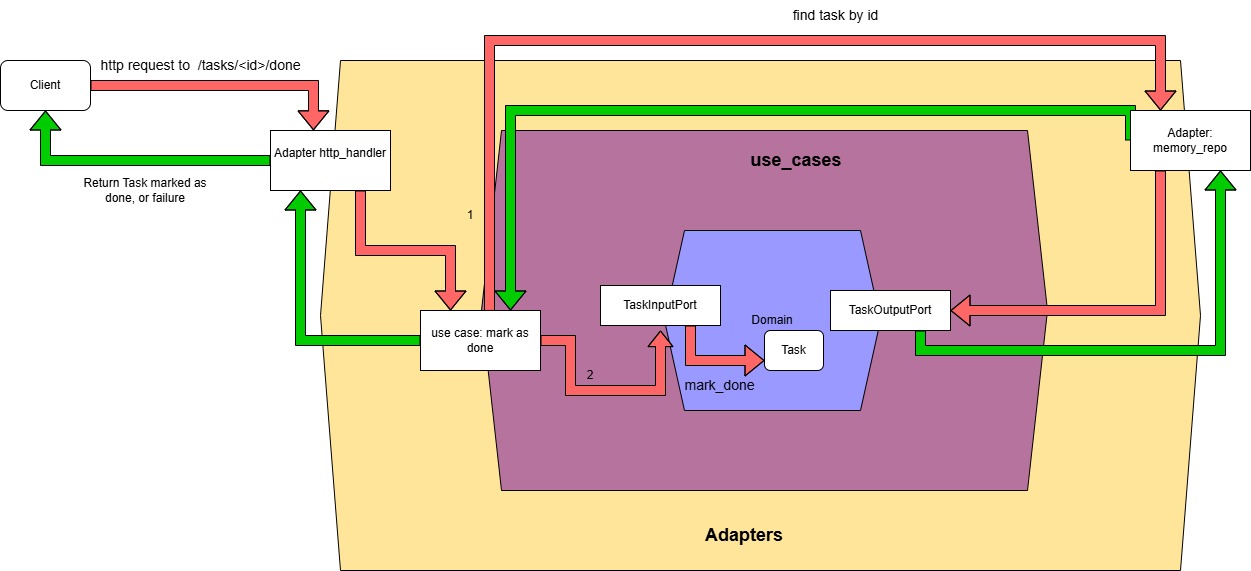 find task by id
http request to  /tasks/<id>/done
Client
Adapter:
memory_repo
Adapter http_handler
use_cases
Return Task marked as
done, or failure
1
TaskInputPort
TaskOutputPort
Domain
use case: mark as
done
Task
2
mark_done
Adapters